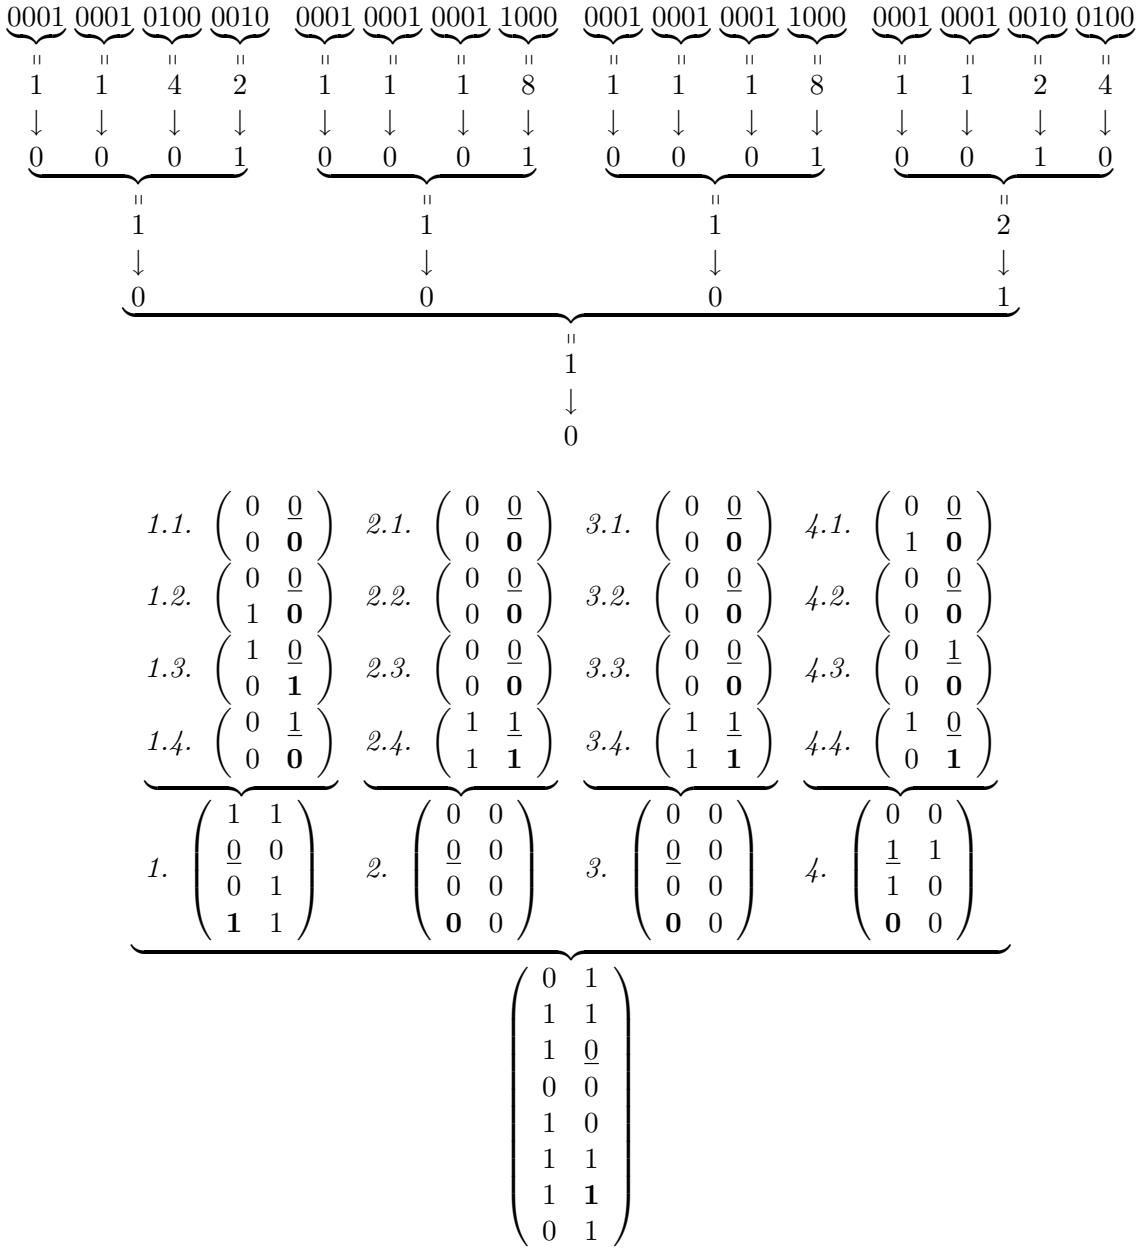 0001 0001 0100 0010 0001 0001 0001 1000 0001 0001 0001 1000 0001 0001 0010 0100
= = = = = = = = = = = = = = = =
1 1 4 2 1 1 1 8 1 1 1 8 1 1 2 4
↓ ↓ ↓ ↓ ↓ ↓ ↓ ↓ ↓ ↓ ↓ ↓ ↓ ↓ ↓ ↓
0 0 0 1 0 0 0 1 0 0 0 1 0 0 1 0
= = = =
1 1 1 2
↓ ↓ ↓ ↓
0 0 0 1
=
1
↓
0
0 0 0 0 0 0 0 0
1.1. 2.1. 3.1. 4.1.
0 0 0 0 0 0 1 0
0 0 0 0 0 0 0 0
1.2. 2.2. 3.2. 4.2.
1 0 0 0 0 0 0 0
1 0 0 0 0 0 0 1
1.3. 2.3. 3.3. 4.3.
0 1 0 0 0 0 0 0
0 1 1 1 1 1 1 0
1.4. 2.4. 3.4. 4.4.
0 0 1 1 1 1 0 1
1 1 0 0 0 0 0 0
0 0 0 0 0 0 1 1
1. 2. 3. 4.
0 1 0 0 0 0 1 0
1 1 0 0 0 0 0 0
0 1
1 1
1 0
0 0
1 0
1 1
1 1
0 1